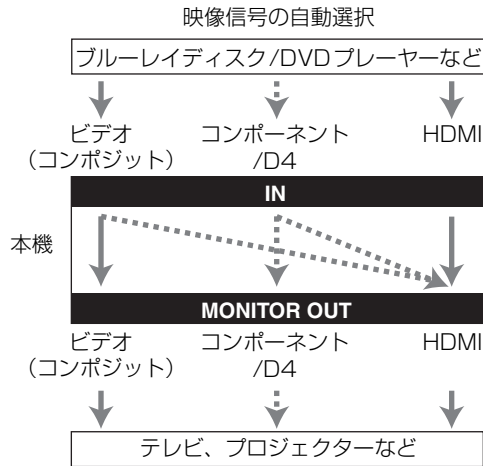 映像信号の自動選択
ブルーレイディスク/DVDプレーヤーなど
ビデオ
(コンポジット)
コンポーネント
/D4
HDMI
IN
本機
MONITOR OUT
ビデオ
(コンポジット)
コンポーネント
/D4
HDMI
テレビ、プロジェクターなど